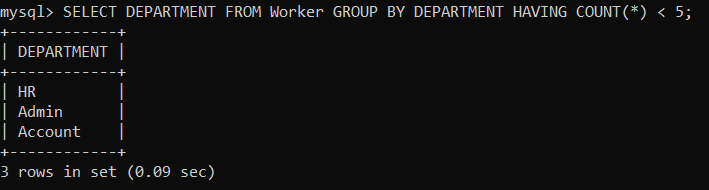 mysql> SELECT DEPARTMENT FROM Worker GROUP BY DEPARTMENT HAVING COUNT(*) < 5;
+------------+
| DEPARTMENT |
+------------+
| HR         |
| Admin      |
| Account    |
+------------+
3 rows in set (0.09 sec)